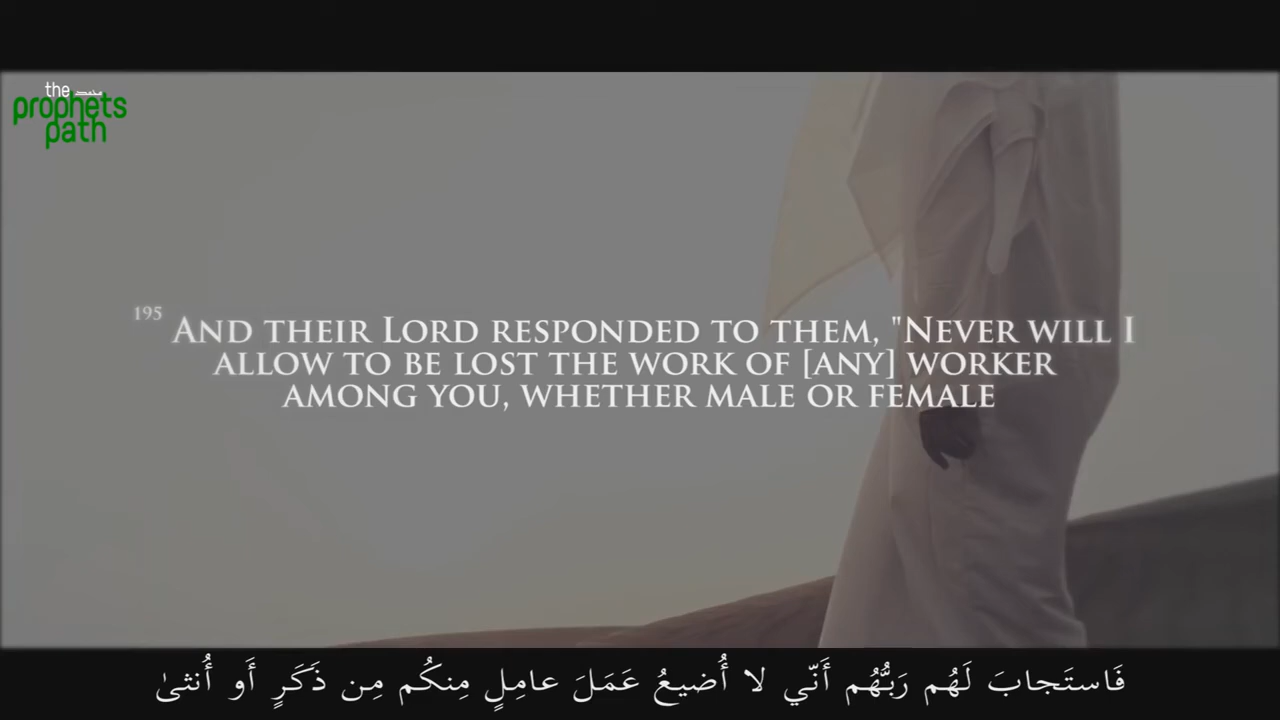 the
prophets
path
195 AND THEIR LORD RESPONDED TO THEM, "NEVER WILL I
ALLOW TO BE LOST THE WORK OF [ANY] WORKER
AMONG YOU, WHETHER MALE OR FEMALE
فَاستَجابَ لَهُم رَبُّهُم أَنّي لا أُضيعُ عَمَلَ عامِلٍ مِنكُم مِن ذَكَرٍ أَو أُنثىٰ